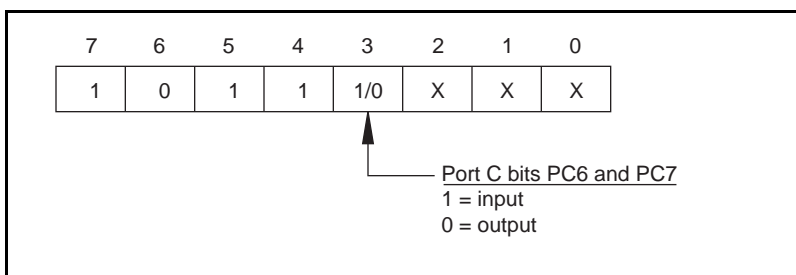 7 6 5 4 3 2 1 0
1 0 1 1 1/0 X X X
Port C bits PC6 and PC7
1 = input
0 = output